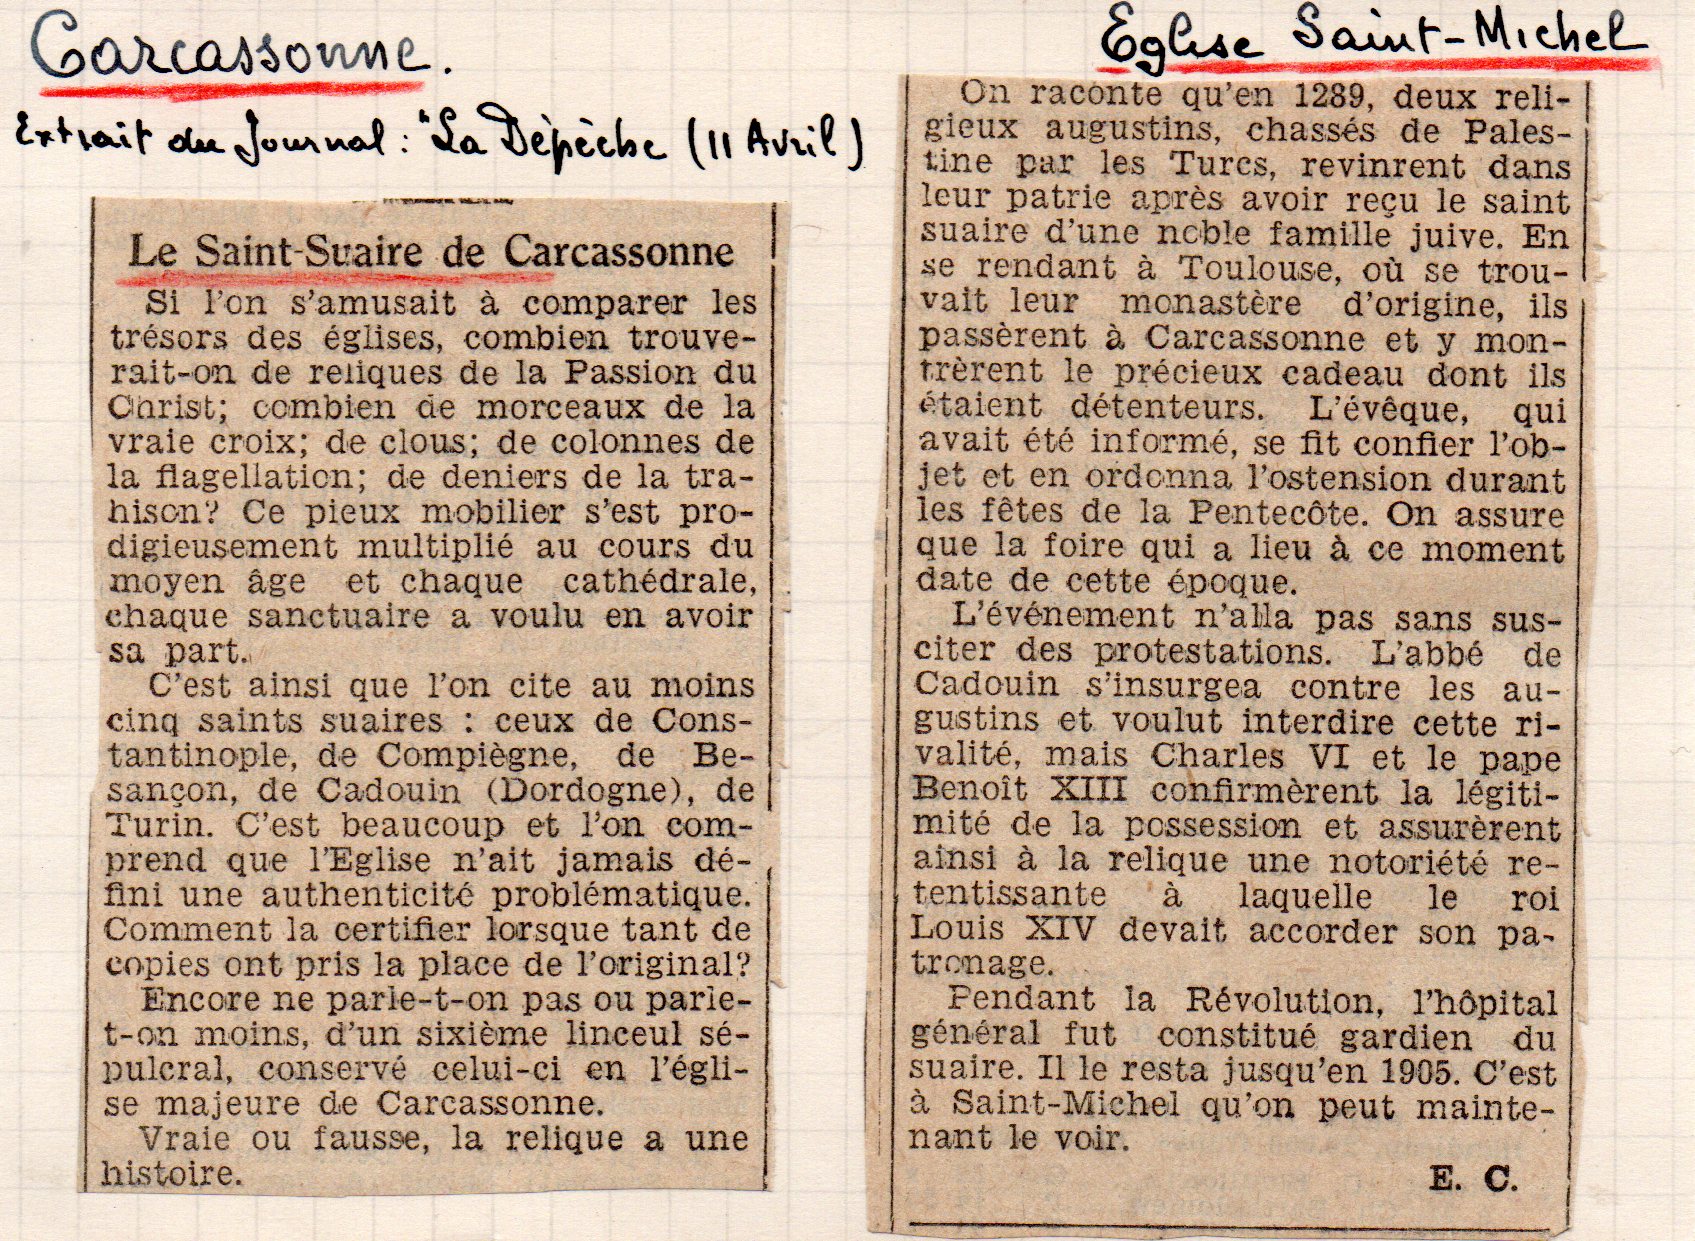 Carcassonne.
Extrait du Journal : "La Dépèche (11 Avril)
Le Saint-Suaire de Carcassonne
Si l'on s'amusait à comparer les
trésors des églises, combien trouve-
rait-on de reliques de la Passion du
Christ; combien de morceaux de la
vraie croix; de clous; de colonnes de
la flagellation; de deniers de la tra-
hison? Ce pieux mobilier s'est pro-
digieusement multiplié au cours du
moyen âge et chaque cathédrale,
chaque sanctuaire a voulu en avoir
sa part.
C'est ainsi que l'on cite au moins
cinq saints suaires : ceux de Cons-
tantinople, de Compiègne, de Be-
sançon, de Cadouin (Dordogne), de
Turin. C'est beaucoup et l'on com-
prend que l'Eglise n'ait jamais dé-
fini une authenticité problématique.
Comment la certifier lorsque tant de
copies ont pris la place de l'original?
Encore ne parle-t-on pas ou parle-
t-on moins, d'un sixième linceul sé-
pulcral, conservé celui-ci en l'égli-
se majeure de Carcassonne.
Vraie ou fausse, la relique a une
histoire.
Eglise Saint-Michel
On raconte qu'en 1289, deux reli-
gieux augustins, chassés de Pales-
tine par les Turcs, revinrent dans
leur patrie après avoir reçu le saint
suaire d'une noble famille juive. En
se rendant à Toulouse, où se trou-
vait leur monastère d'origine, ils
passèrent à Carcassonne et y mon-
trèrent le précieux cadeau dont ils
étaient détenteurs. L'évêque, qui
avait été informé, se fit confier l'ob-
jet et en ordonna l'ostension durant
les fêtes de la Pentecôte. On assure
que la foire qui a lieu à ce moment
date de cette époque.
L'événement n'alla pas sans sus-
citer des protestations. L'abbé de
Cadouin s'insurgea contre les au-
gustins et voulut interdire cette ri-
valité, mais Charles VI et le pape
Benoît XIII confirmèrent la légiti-
mité de la possession et assurèrent
ainsi à la relique une notoriété re-
tentissante à laquelle le roi
Louis XIV devait accorder son pa-
tronage.
Pendant la Révolution, l'hôpital
général fut constitué gardien du
suaire. Il le resta jusqu'en 1905. C'est
à Saint-Michel qu'on peut mainte-
nant le voir.
E. C.